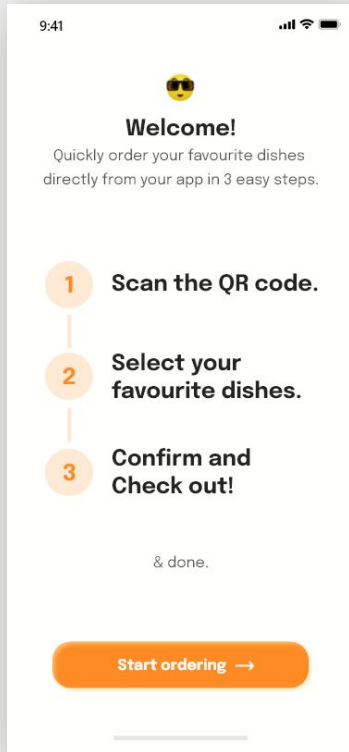 9:41
Welcome!
Quickly order your favourite dishes
directly from your app in 3 easy steps.
1
Scan the QR code.
2
Select your
favourite dishes.
3
Confirm and
Check out!
& done.
Start ordering →